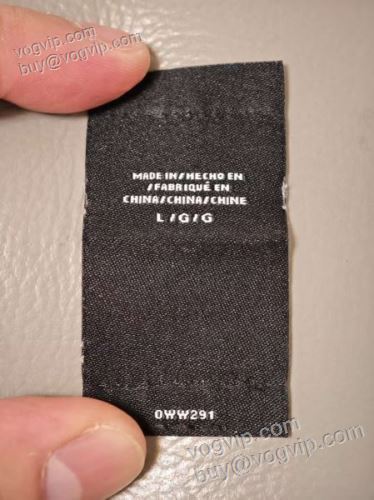 vogvip.com
buy@vogvip.com
MADE IN/HECHO EN
/FABRIQUÉ EN
CHINA/CHINA/CHINE
L/G/G
0WW291
vogvip.com
buy@vogvip.com